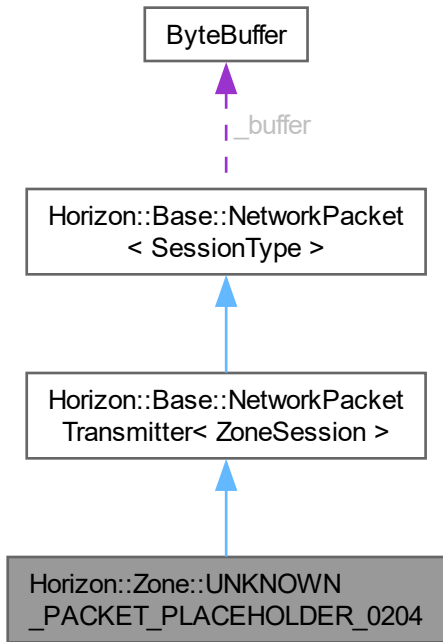 ByteBuffer
_buffer
Horizon::Base::NetworkPacket
< SessionType >
Horizon::Base::NetworkPacket
Transmitter< ZoneSession >
Horizon::Zone::UNKNOWN
_PACKET_PLACEHOLDER_0204